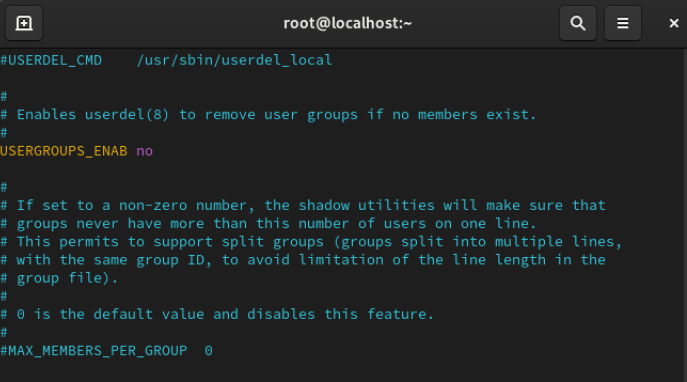 root@localhost:~
#USERDEL_CMD    /usr/sbin/userdel_local
#
# Enables userdel(8) to remove user groups if no members exist.
#
USERGROUPS_ENAB no
#
# If set to a non-zero number, the shadow utilities will make sure that
# groups never have more than this number of users on one line.
# This permits to support split groups (groups split into multiple lines,
# with the same group ID, to avoid limitation of the line length in the
# group file).
#
# 0 is the default value and disables this feature.
#
#MAX_MEMBERS_PER_GROUP  0